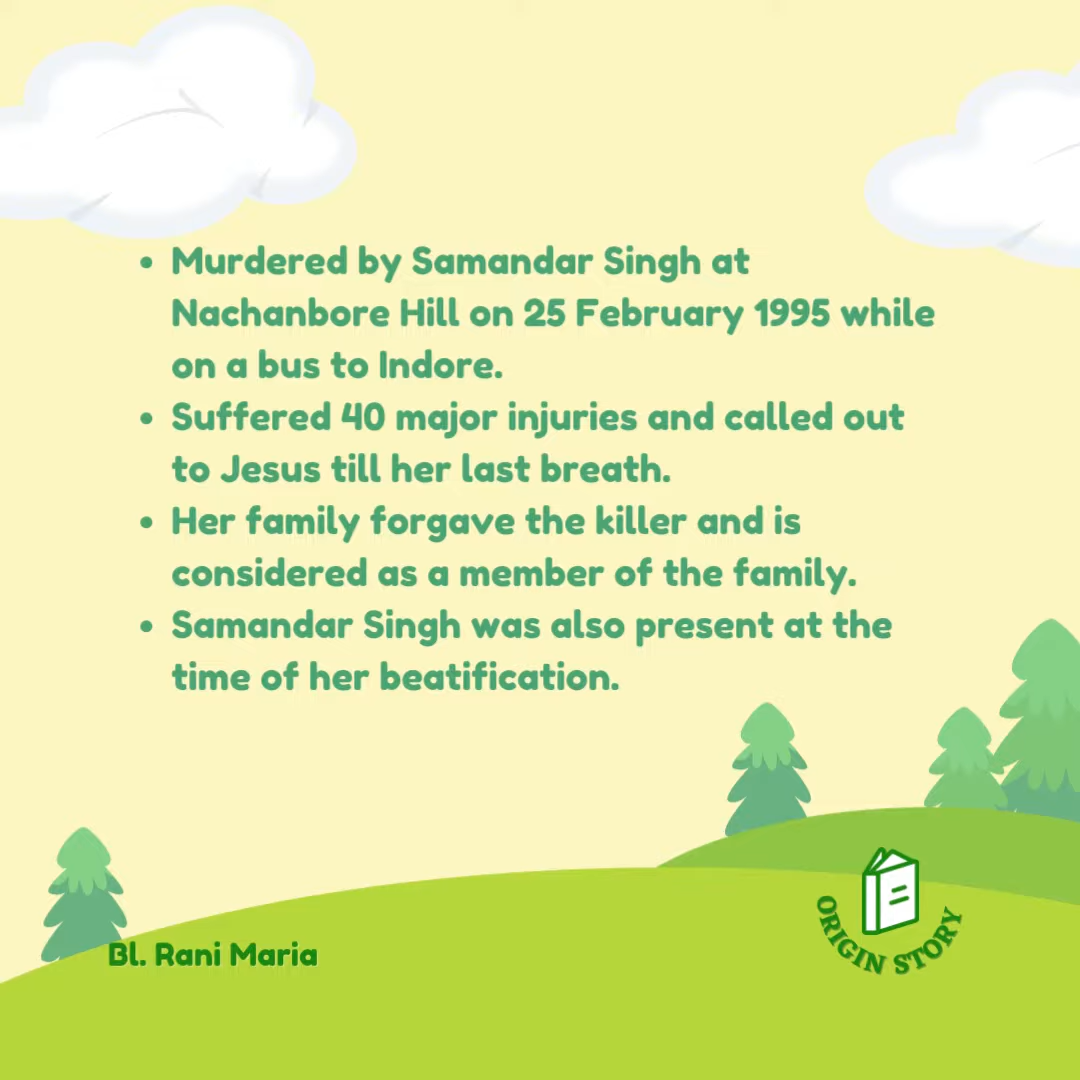 • Murdered by Samandar Singh at
Nachanbore Hill on 25 February 1995 while
on a bus to Indore.
• Suffered 40 major injuries and called out
to Jesus till her last breath.
• Her family forgave the killer and is
considered as a member of the family.
• Samandar Singh was also present at the
time of her beatification.
Bl. Rani Maria
ORIGIN STORY